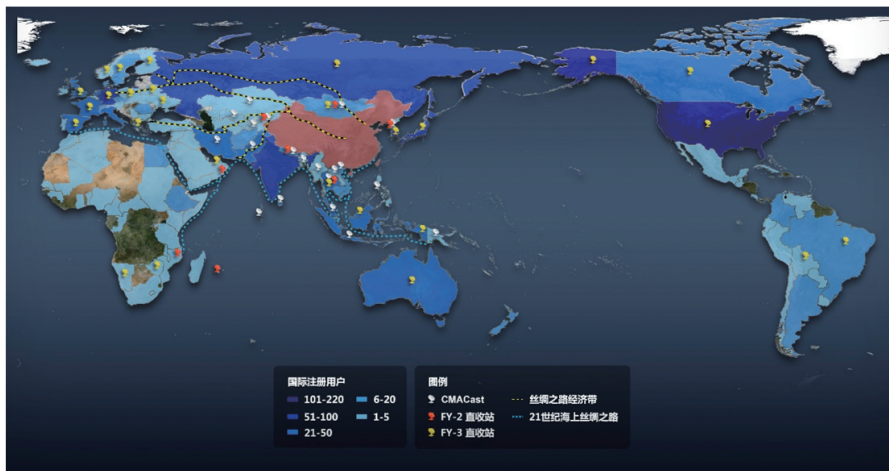 国际注册用户
101-220
6-20
51-100
1-5
21-50
图例
CMACast
丝绸之路经济带
FY-2 直收站
21世纪海上丝绸之路
FY-3 直收站